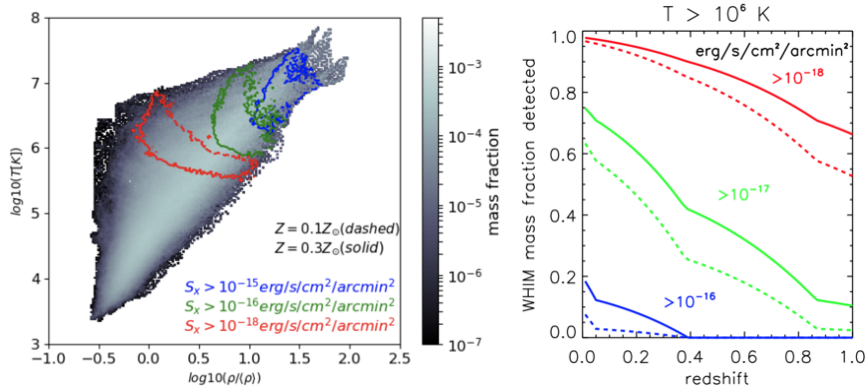 8
7
6
5
4
3
log10(T[K])
Z = 0.1Z⊙(dashed)
Z = 0.3Z⊙(solid)
Sₓ > 10⁻¹⁵erg/s/cm²/arcmin²
Sₓ > 10⁻¹⁶erg/s/cm²/arcmin²
Sₓ > 10⁻¹⁸erg/s/cm²/arcmin²
−1.0 −0.5 0.0 0.5 1.0 1.5 2.0 2.5
log10(ρ/⟨ρ⟩)
10⁻³
10⁻⁴
10⁻⁵
10⁻⁶
10⁻⁷
mass fraction
T > 10⁶ K
WHIM mass fraction detected
1.0
0.8
0.6
0.4
0.2
0.0
erg/s/cm²/arcmin²
>10⁻¹⁸
>10⁻¹⁷
>10⁻¹⁶
0.0 0.2 0.4 0.6 0.8 1.0
redshift